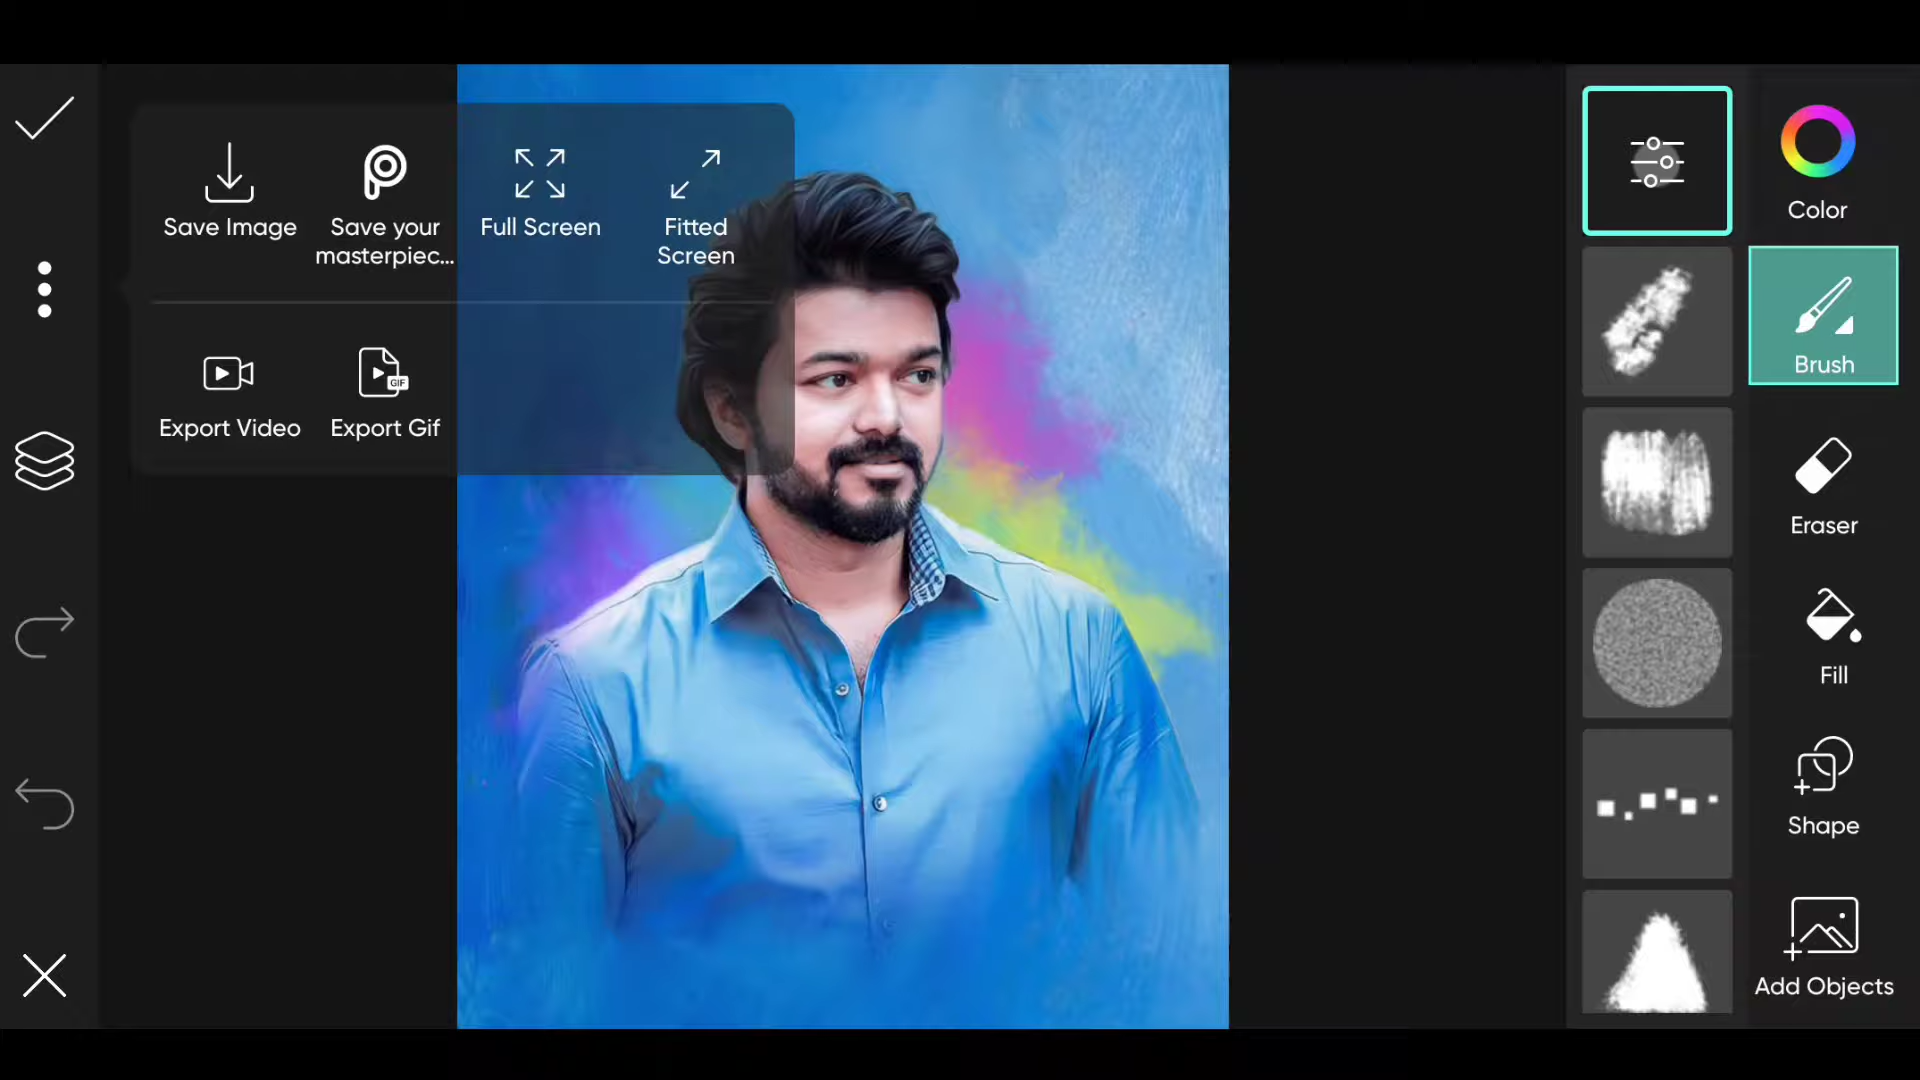 Save Image
Save your
masterpiec...
Full Screen
Fitted
Screen
Export Video
GIF
Export Gif
Color
Brush
Eraser
Fill
Shape
Add Objects